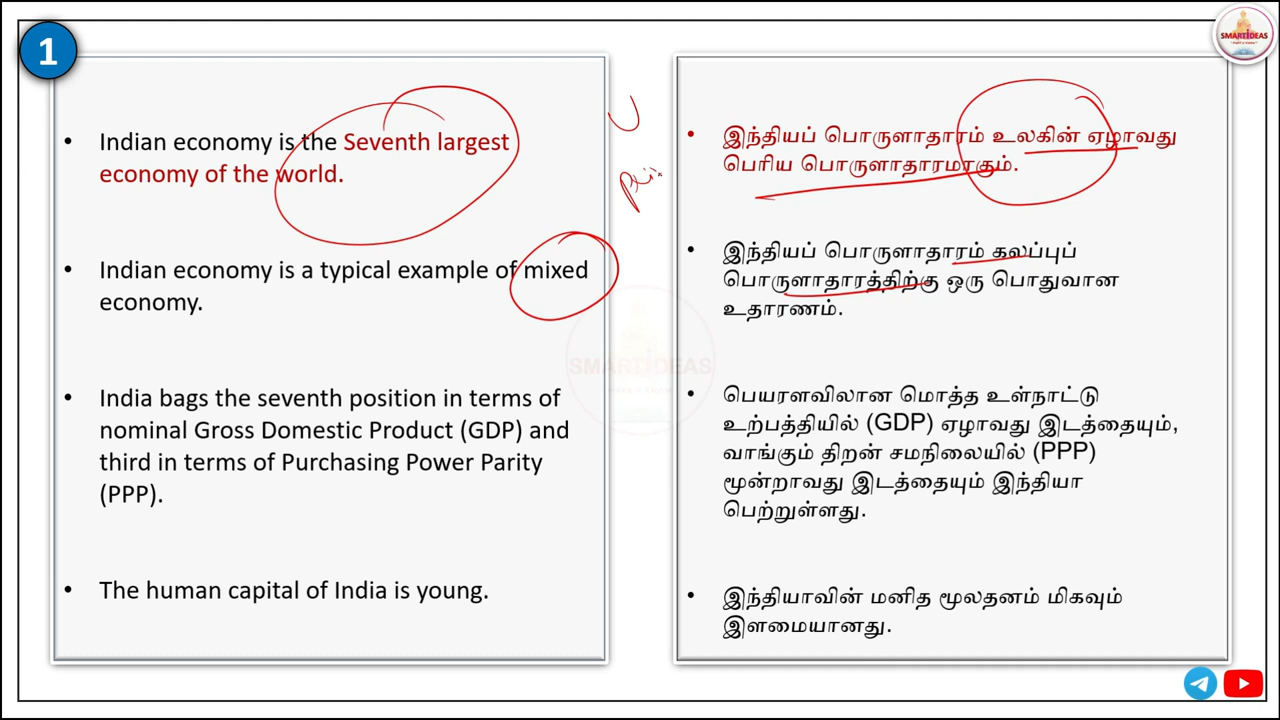 1
SMARTIDEAS
• Indian economy is the Seventh largest
economy of the world.
• Indian economy is a typical example of mixed
economy.
• India bags the seventh position in terms of
nominal Gross Domestic Product (GDP) and
third in terms of Purchasing Power Parity
(PPP).
• The human capital of India is young.
• இந்தியப் பொருளாதாரம் உலகின் ஏழாவது
பெரிய பொருளாதாரமாகும்.
• இந்தியப் பொருளாதாரம் கலப்புப்
பொருளாதாரத்திற்கு ஒரு பொதுவான
உதாரணம்.
• பெயரளவிலான மொத்த உள்நாட்டு
உற்பத்தியில் (GDP) ஏழாவது இடத்தையும்,
வாங்கும் திறன் சமநிலையில் (PPP)
மூன்றாவது இடத்தையும் இந்தியா
பெற்றுள்ளது.
• இந்தியாவின் மனித மூலதனம் மிகவும்
இளமையானது.
SMARTIDEAS